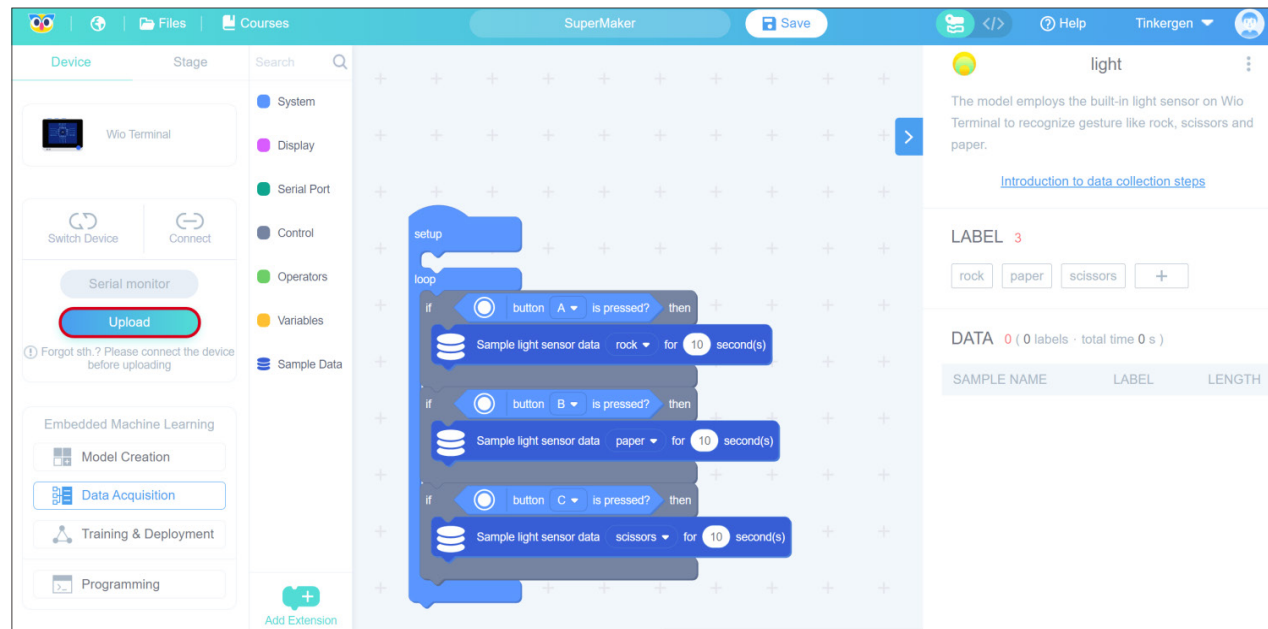 Files
Courses
SuperMaker
Save
</>
Help
Tinkergen
Device
Stage
Wio Terminal
Switch Device
Connect
Serial monitor
Upload
Forgot sth.? Please connect the device
before uploading
Embedded Machine Learning
Model Creation
Data Acquisition
Training & Deployment
Programming
Search
System
Display
Serial Port
Control
Operators
Variables
Sample Data
Add Extension
setup
loop
if button A is pressed? then
Sample light sensor data rock for 10 second(s)
if button B is pressed? then
Sample light sensor data paper for 10 second(s)
if button C is pressed? then
Sample light sensor data scissors for 10 second(s)
light
The model employs the built-in light sensor on Wio
Terminal to recognize gesture like rock, scissors and
paper.
Introduction to data collection steps
LABEL 3
rock paper scissors +
DATA 0 ( 0 labels · total time 0 s )
SAMPLE NAME LABEL LENGTH